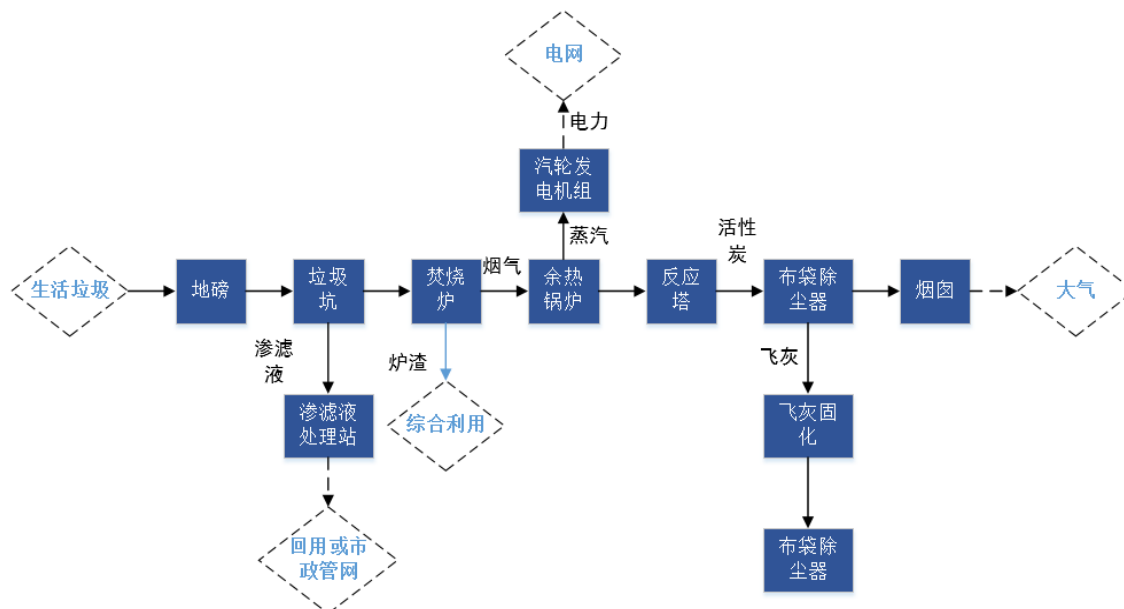 电网
电力
汽轮发
电机组
蒸汽
活性
炭
烟气
生活垃圾
地磅
垃圾
坑
焚烧
炉
余热
锅炉
反应
塔
布袋除
尘器
烟囱
大气
渗滤
液
炉渣
飞灰
渗滤液
处理站
综合利用
飞灰固
化
回用或市
政管网
布袋除
尘器